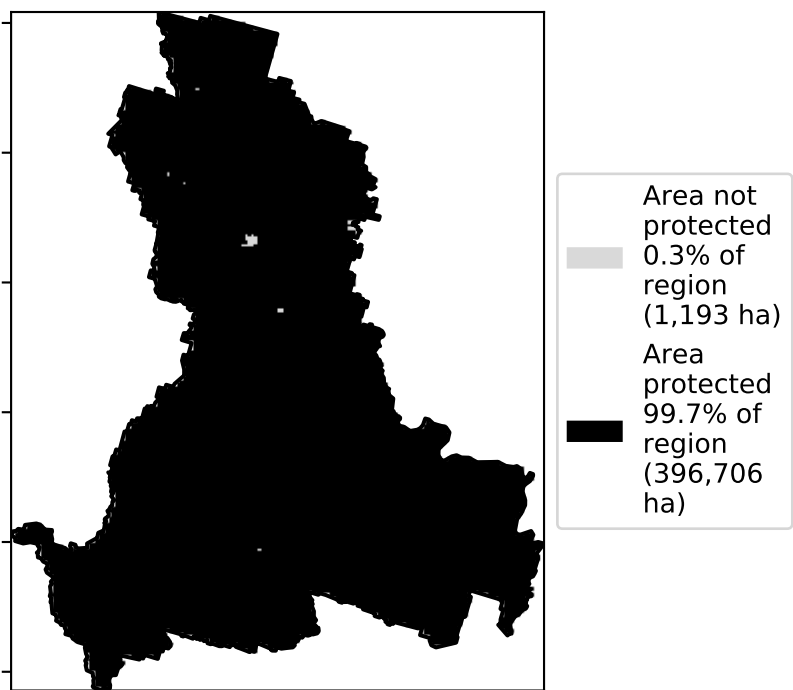 Area not
protected
0.3% of
region
(1,193 ha)
Area
protected
99.7% of
region
(396,706
ha)